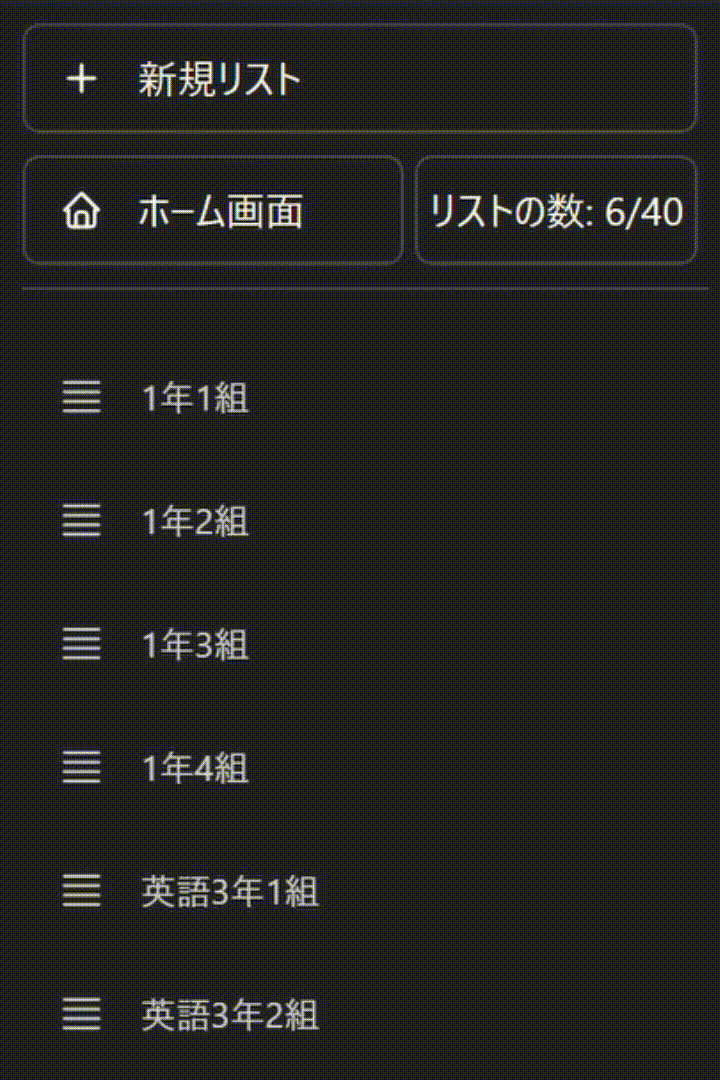 新規リスト
ホーム画面
リストの数: 6/40
1年1組
1年2組
1年3組
1年4組
英語3年1組
英語3年2組